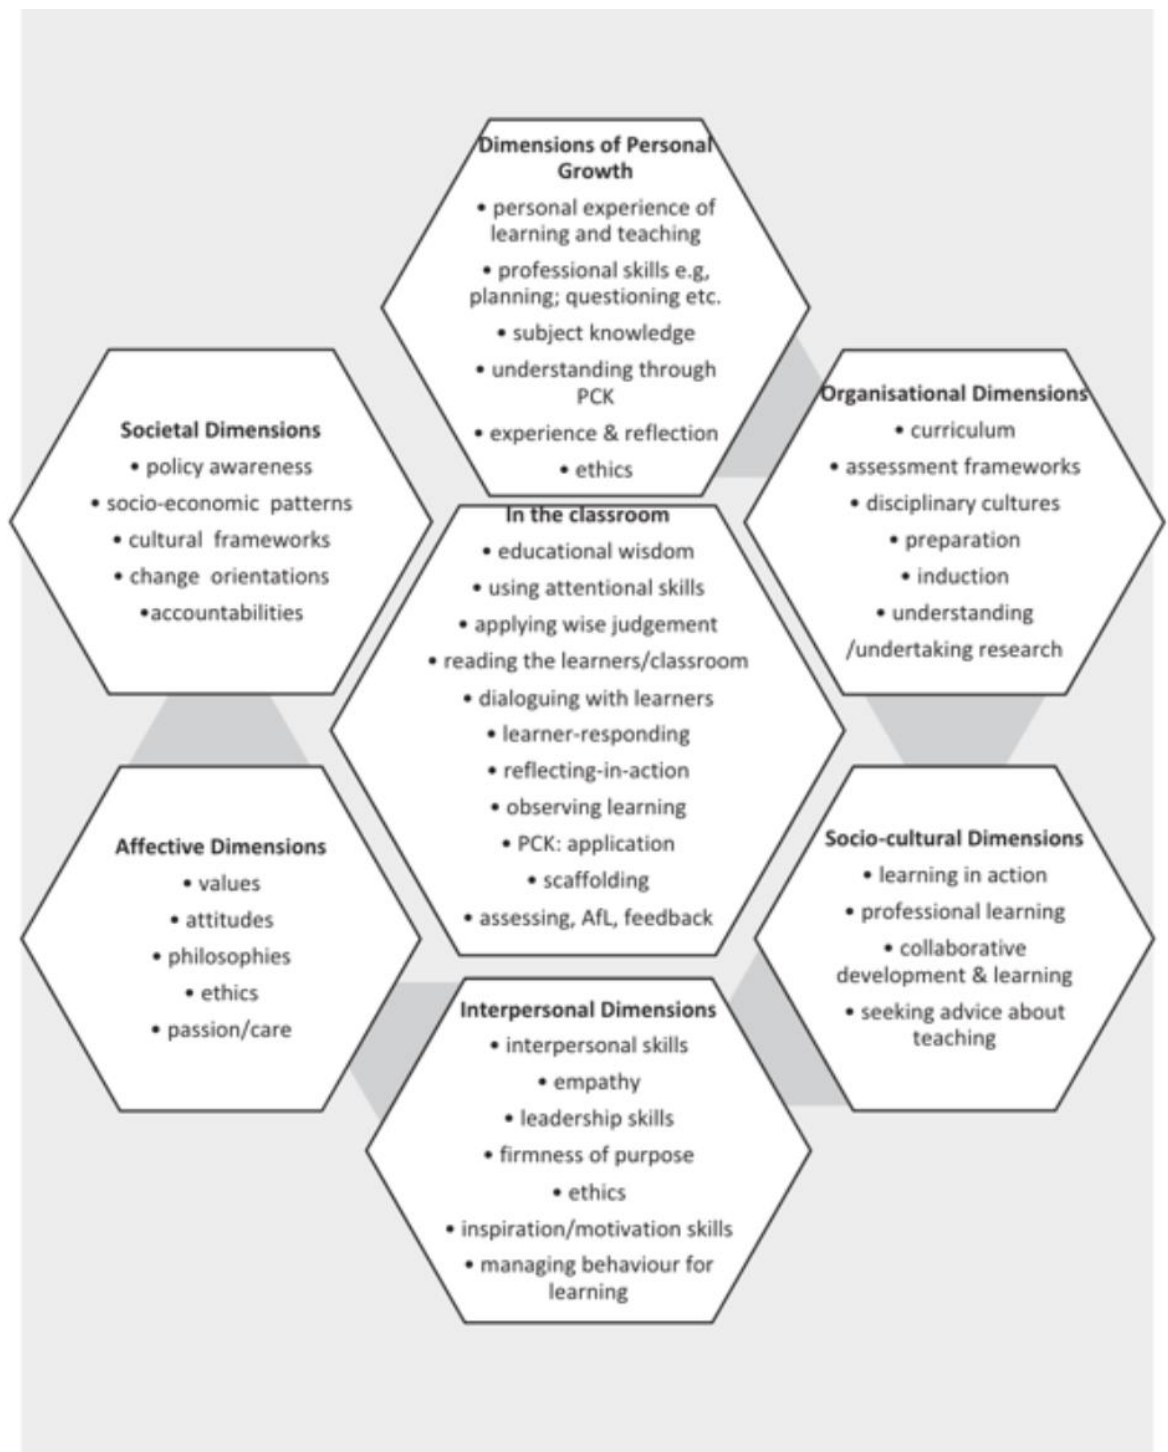 Dimensions of Personal
Growth
• personal experience of
learning and teaching
• professional skills e.g,
planning; questioning etc.
• subject knowledge
• understanding through
PCK
• experience & reflection
• ethics
Organisational Dimensions
• curriculum
• assessment frameworks
• disciplinary cultures
• preparation
• induction
• understanding
/undertaking research
Socio-cultural Dimensions
• learning in action
• professional learning
• collaborative
development & learning
• seeking advice about
teaching
Interpersonal Dimensions
• interpersonal skills
• empathy
• leadership skills
• firmness of purpose
• ethics
• inspiration/motivation skills
• managing behaviour for
learning
Affective Dimensions
• values
• attitudes
• philosophies
• ethics
• passion/care
Societal Dimensions
• policy awareness
• socio-economic patterns
• cultural frameworks
• change orientations
•accountabilities
In the classroom
• educational wisdom
• using attentional skills
• applying wise judgement
• reading the learners/classroom
• dialoguing with learners
• learner-responding
• reflecting-in-action
• observing learning
• PCK: application
• scaffolding
• assessing, AfL, feedback